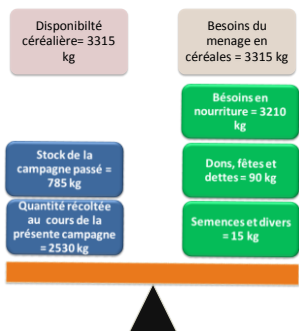 Disponibilté
céréalière= 3315
kg
Besoins du
menage en
céréales = 3315 kg
Bésoins en
nourriture = 3210
kg
Stock de la
campagne passé =
785 kg
Dons, fêtes et
dettes = 90 kg
Quantité récoltée
au cours de la
présente campagne
= 2530 kg
Semences et divers
= 15 kg